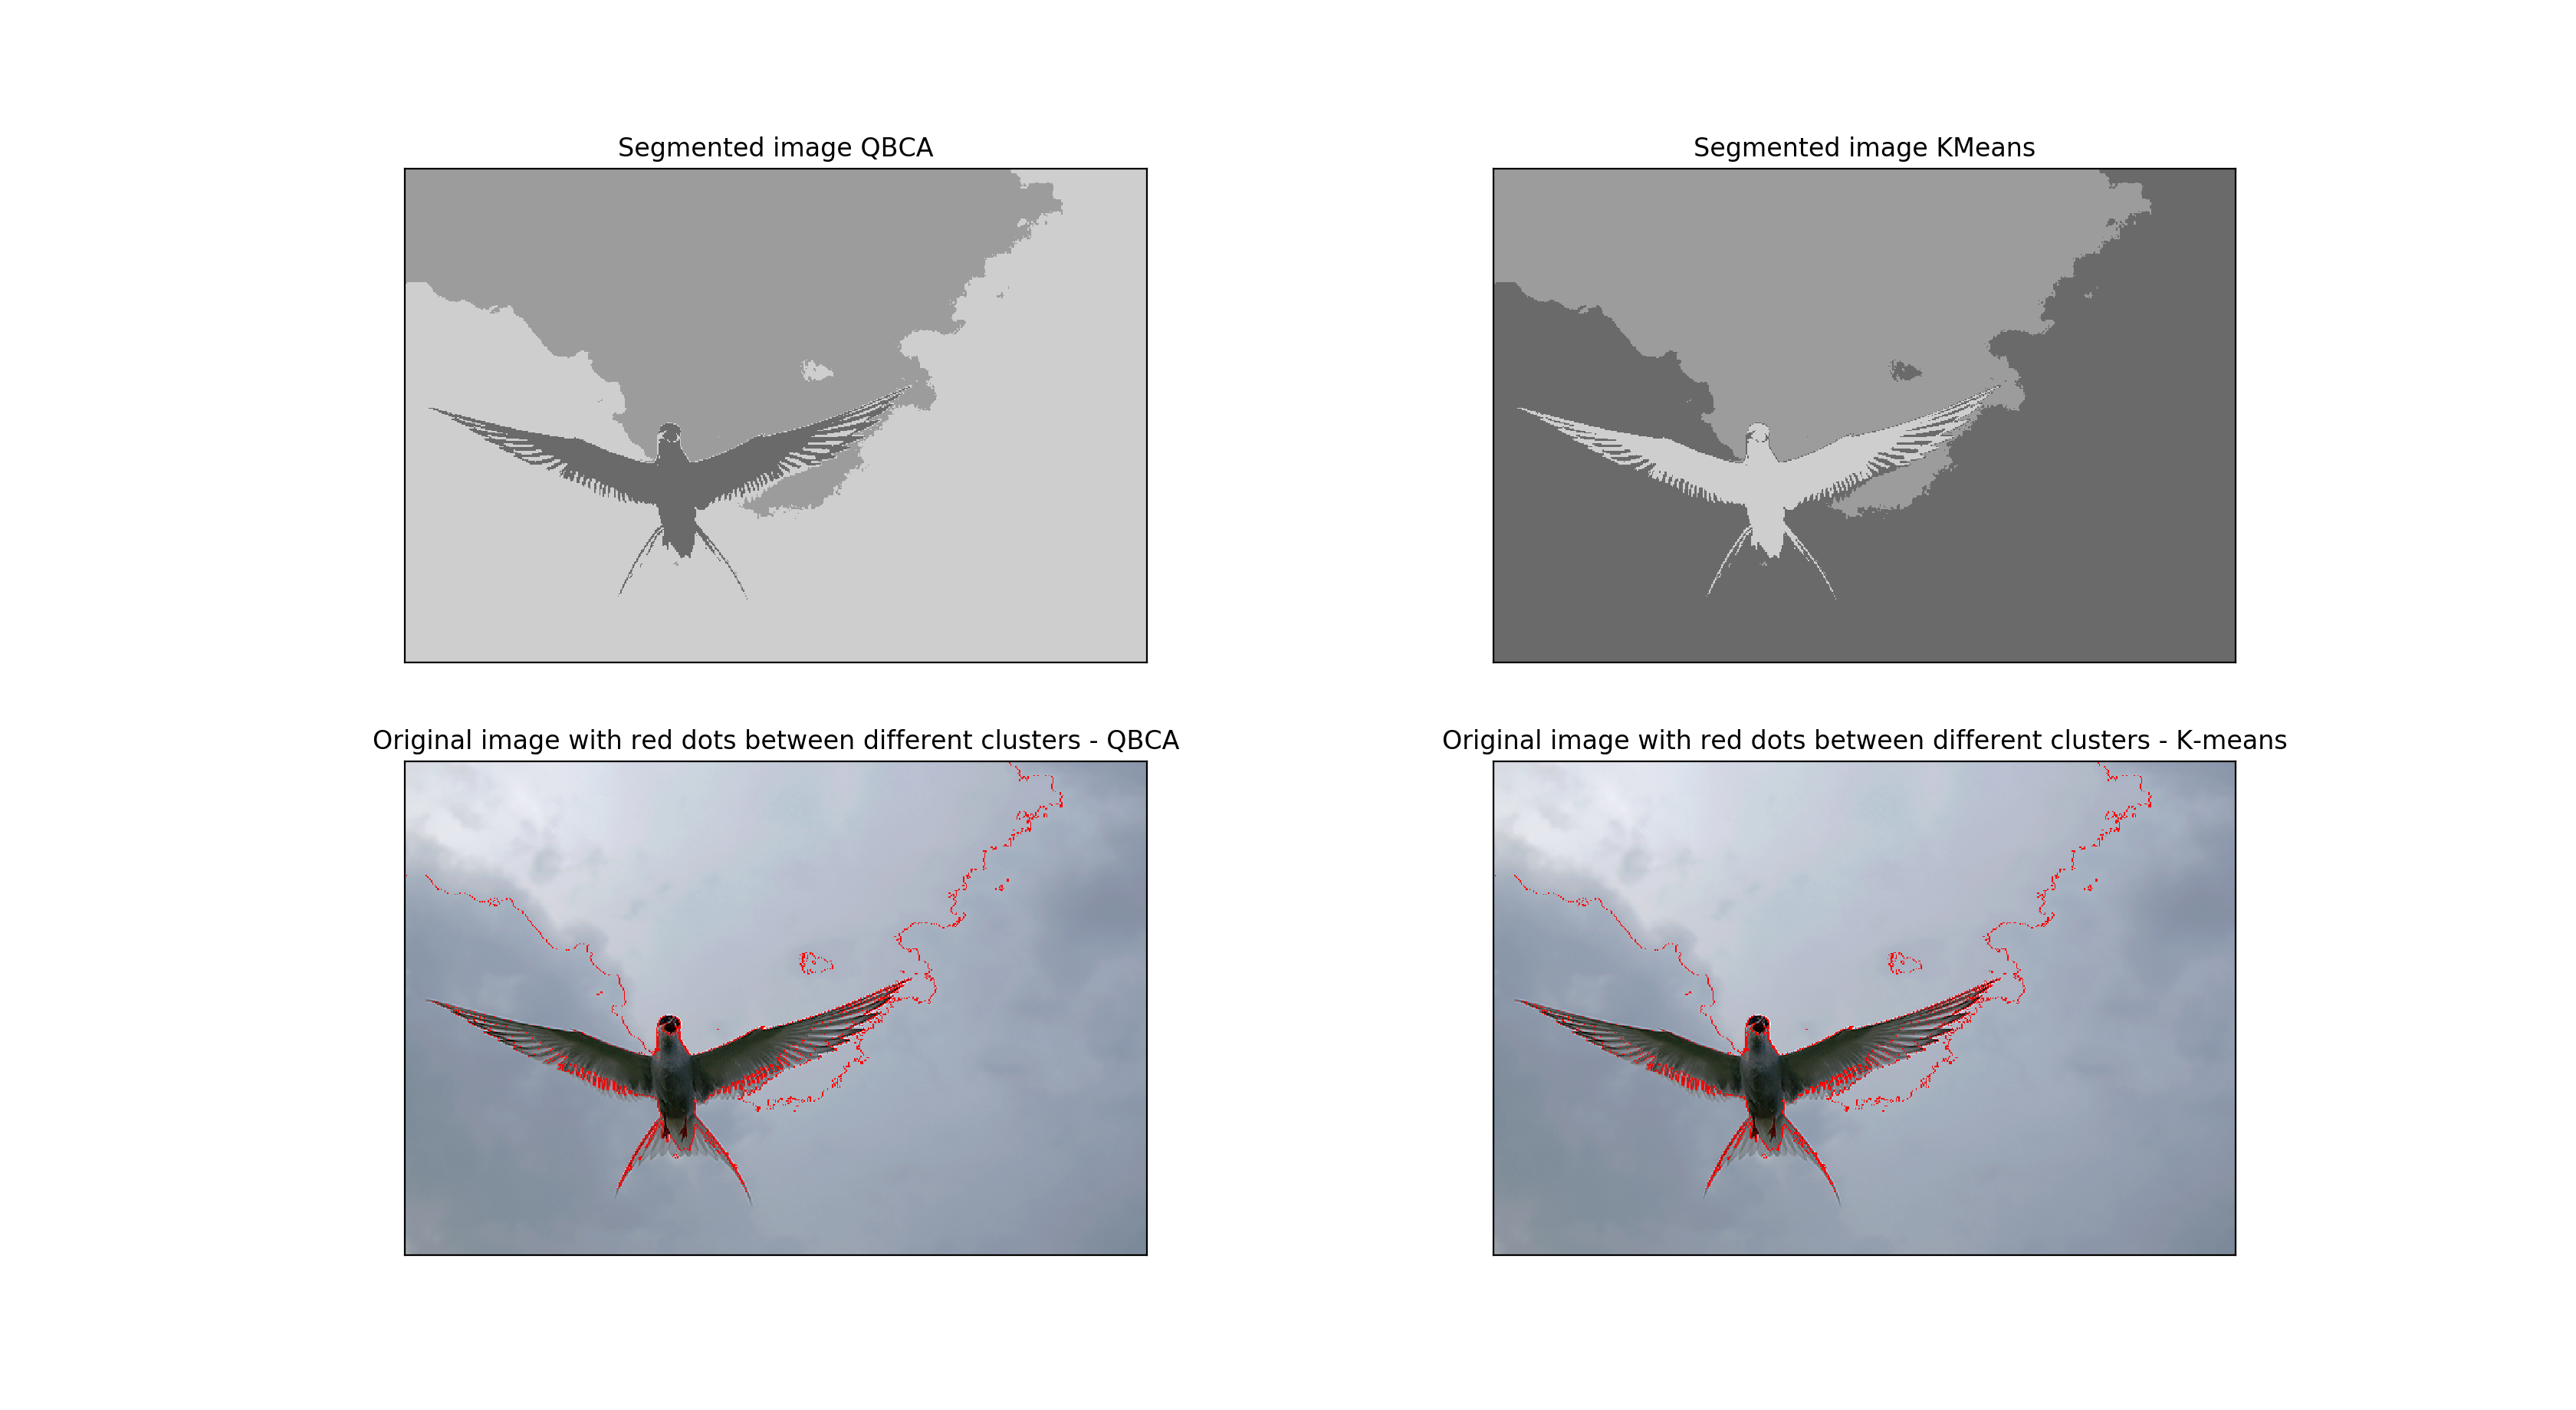 Segmented image QBCA
Segmented image KMeans
Original image with red dots between different clusters - QBCA
Original image with red dots between different clusters - K-means